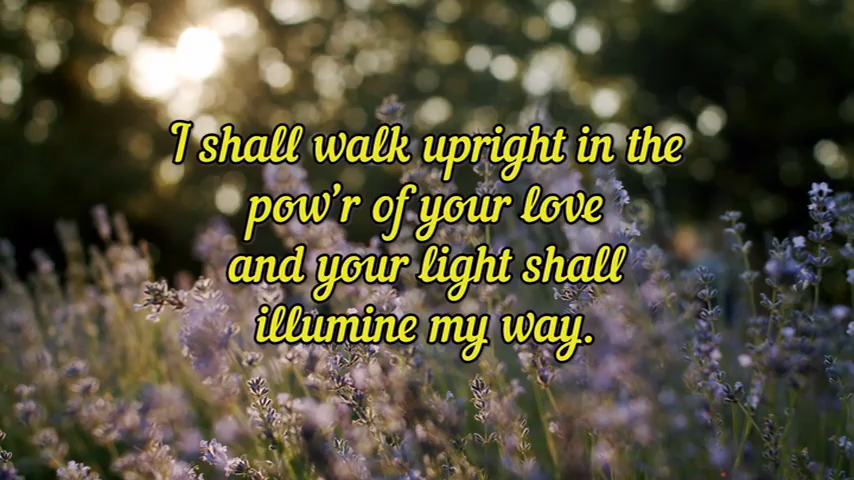 I shall walk upright in the
pow’r of your love
and your light shall
illumine my way.